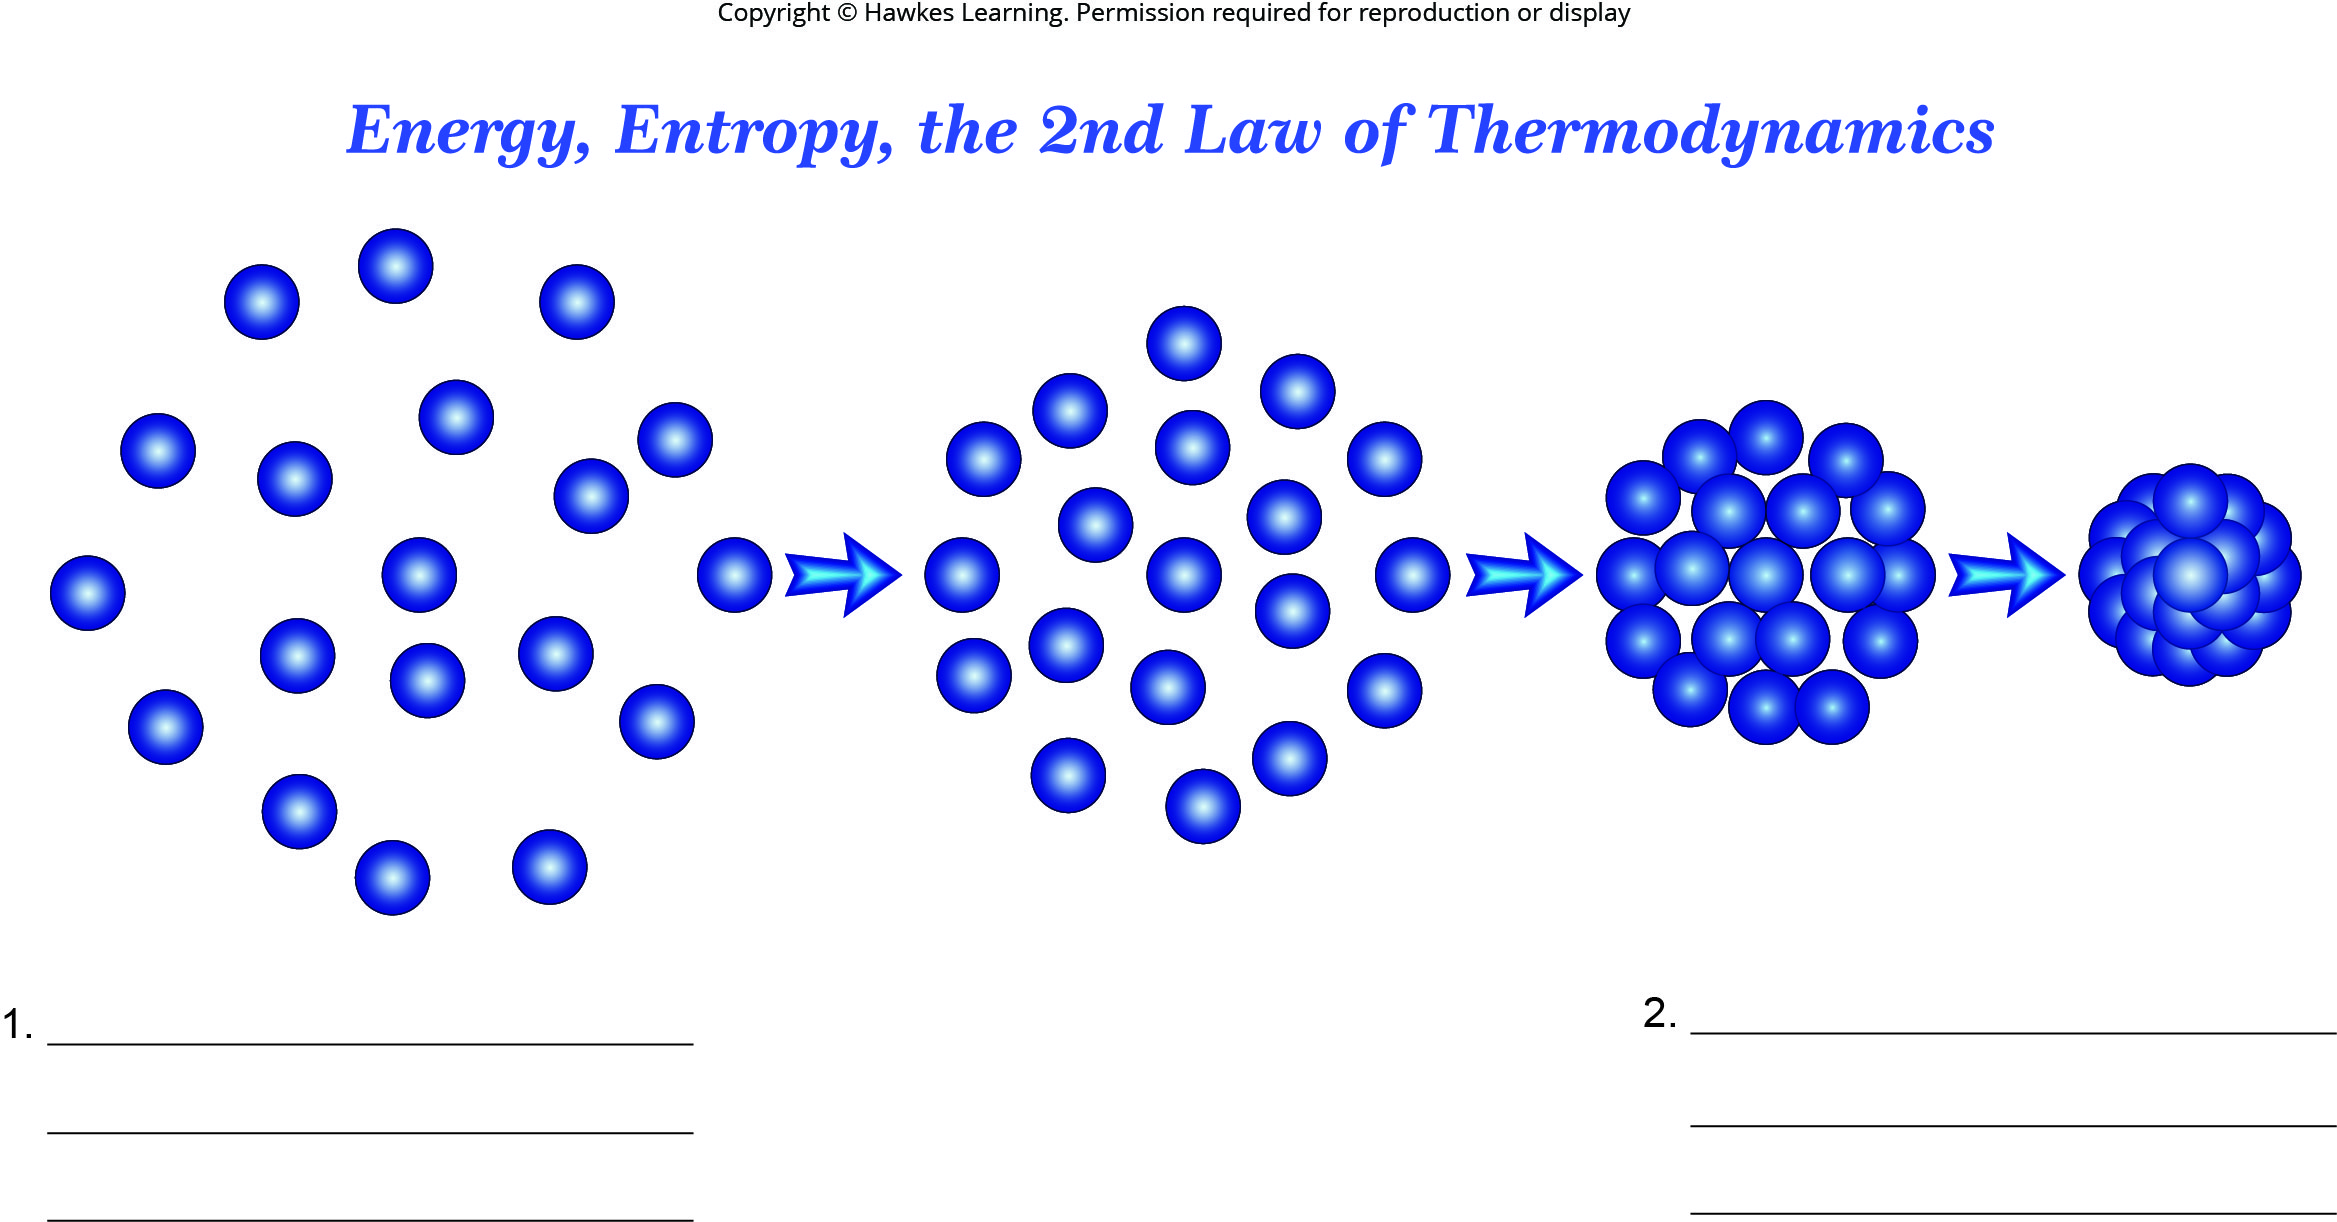 Copyright © Hawkes Learning. Permission required for reproduction or display
Energy, Entropy, the 2nd Law of Thermodynamics
1.
2.